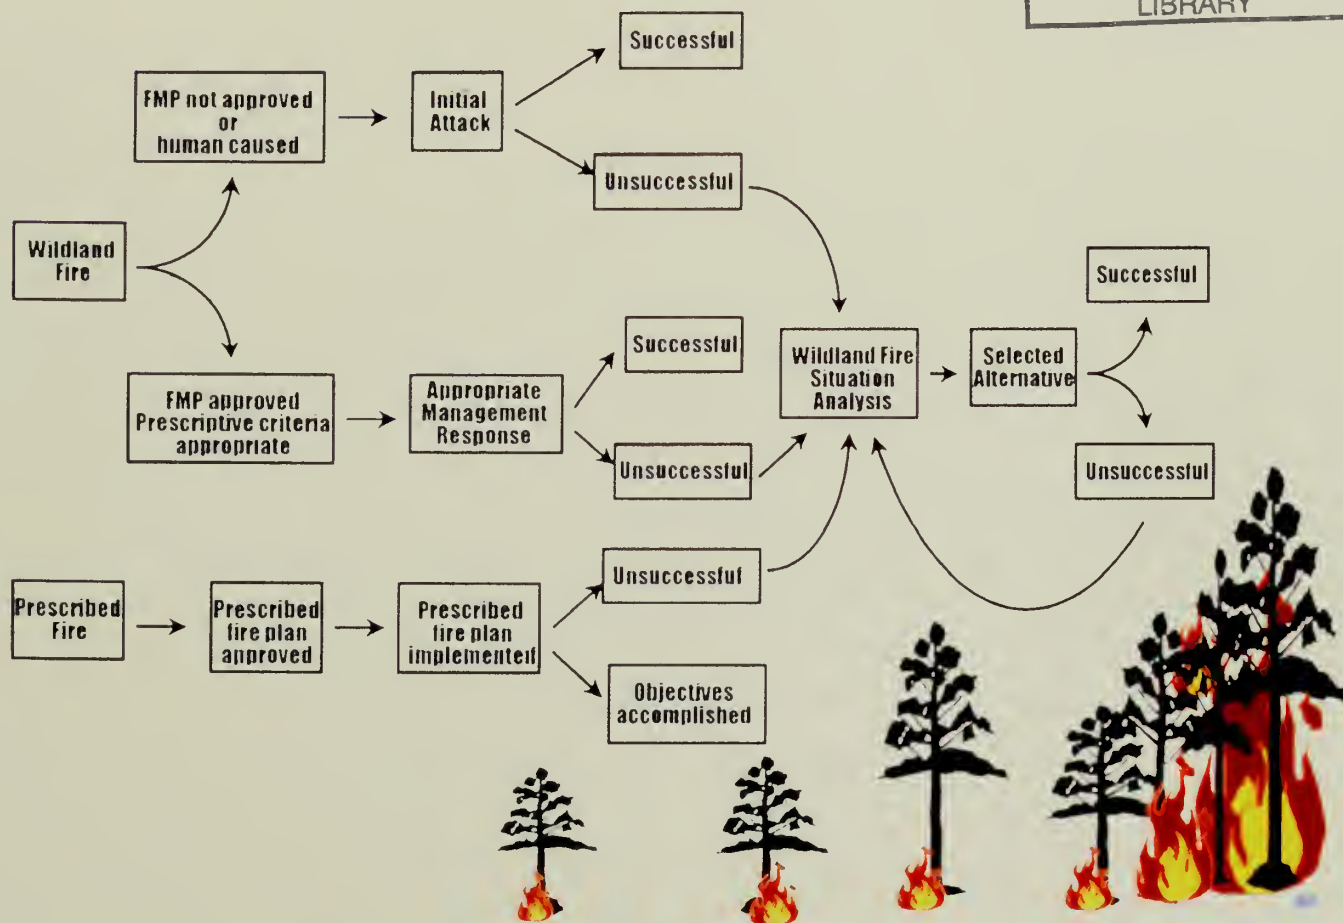 LIBRARY
Successful
FMP not approved
or
human caused
Initial
Attack
Unsuccessful
Wildland
Fire
Successful
Successful
Wildland Fire
Situation
Analysis
Selected
Alternative
FMP approved
Prescriptive criteria
appropriate
Appropriate
Management
Response
Unsuccessful
Unsuccessful
Unsuccessful
Prescribed
Fire
Prescribed
fire plan
approved
Prescribed
fire plan
implemented
Objectives
accomplished